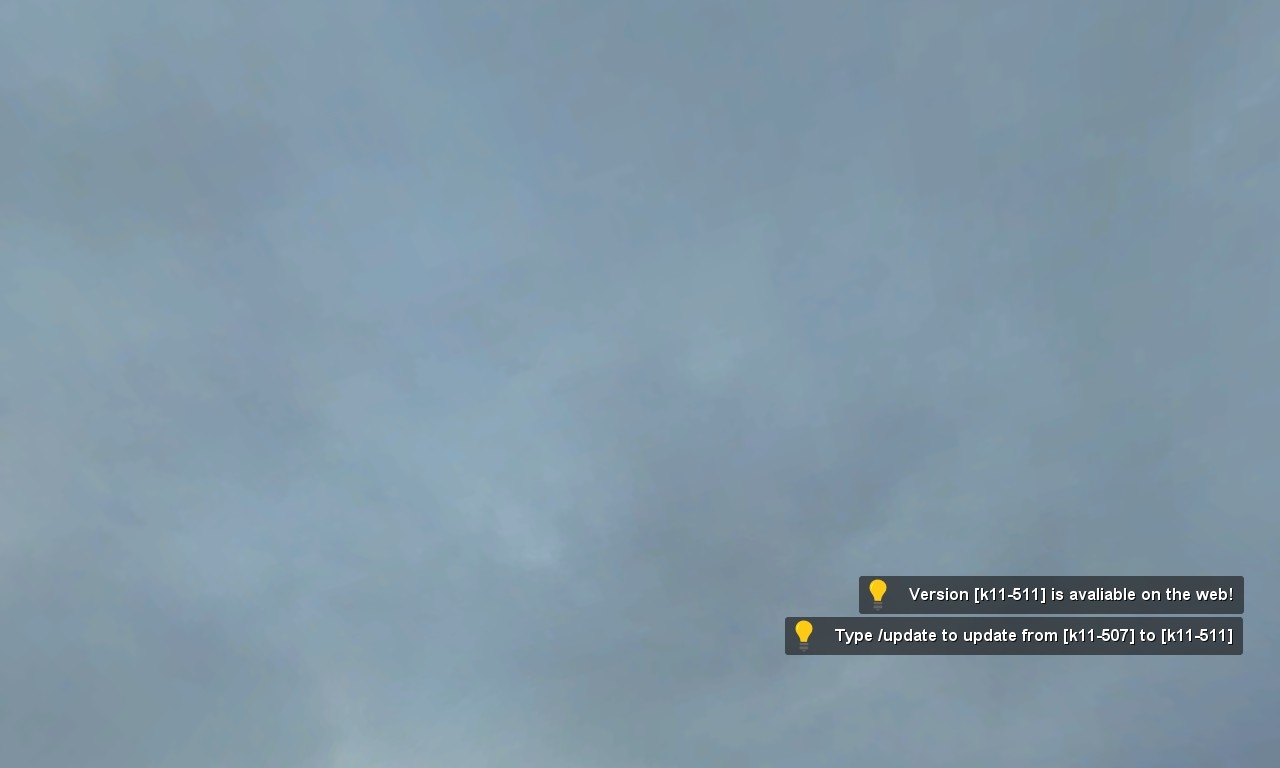 Version [k11-511] is avaliable on the web!
Type /update to update from [k11-507] to [k11-511]